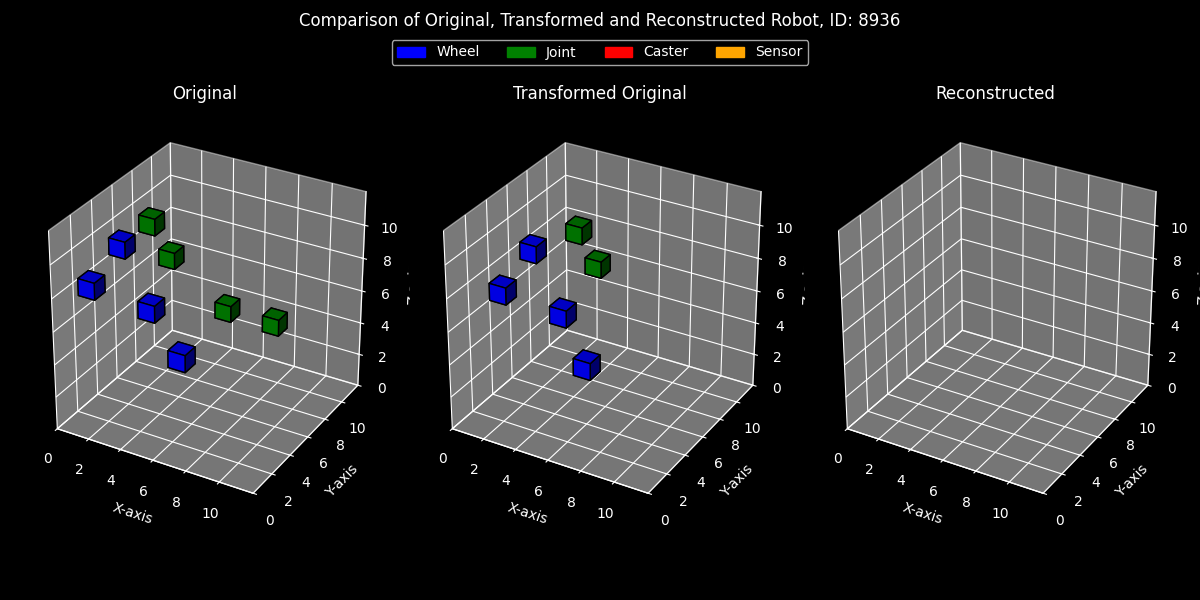 Comparison of Original, Transformed and Reconstructed Robot, ID: 8936
Wheel Joint Caster Sensor
Original
Transformed Original
Reconstructed
0 2 4 6 8 10
X-axis
0 2 4 6 8 10
Y-axis
0 2 4 6 8 10
0 2 4 6 8 10
X-axis
0 2 4 6 8 10
Y-axis
0 2 4 6 8 10
0 2 4 6 8 10
X-axis
0 2 4 6 8 10
Y-axis
0 2 4 6 8 10